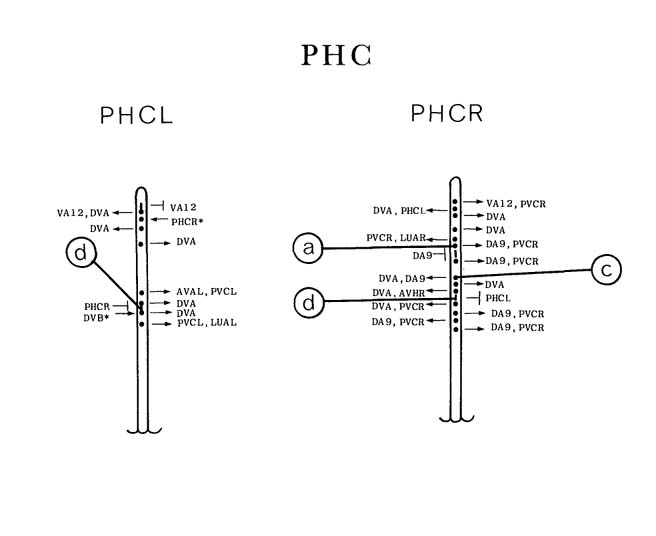 PHC
PHCL
VA12
VA12, DVA
PHCR*
DVA
DVA
d
AVAL, PVCL
DVA
PHCR
DVA
DVB*
PVCL, LUAL
PHCR
VA12, PVCR
DVA, PHCL
DVA
DVA
PVCR, LUAR
DA9, PVCR
a
DA9
DA9, PVCR
c
DVA, DA9
DVA
DVA, AVHR
PHCL
d
DVA, PVCR
DA9, PVCR
DA9, PVCR
DA9, PVCR